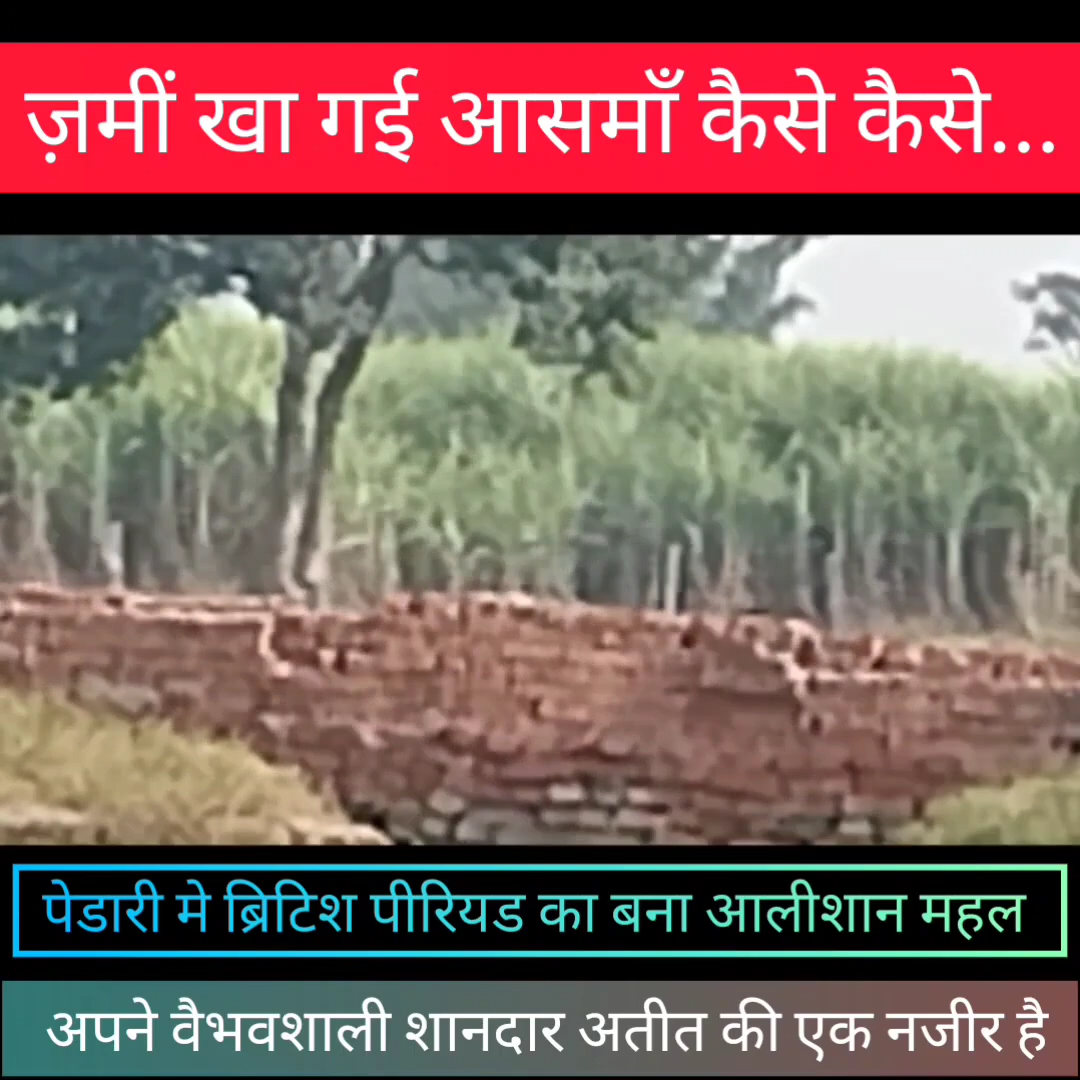 ज़मीं खा गई आसमाँ कैसे कैसे...
पेडारी मे ब्रिटिश पीरियड का बना आलीशान महल
अपने वैभवशाली शानदार अतीत की एक नजीर है